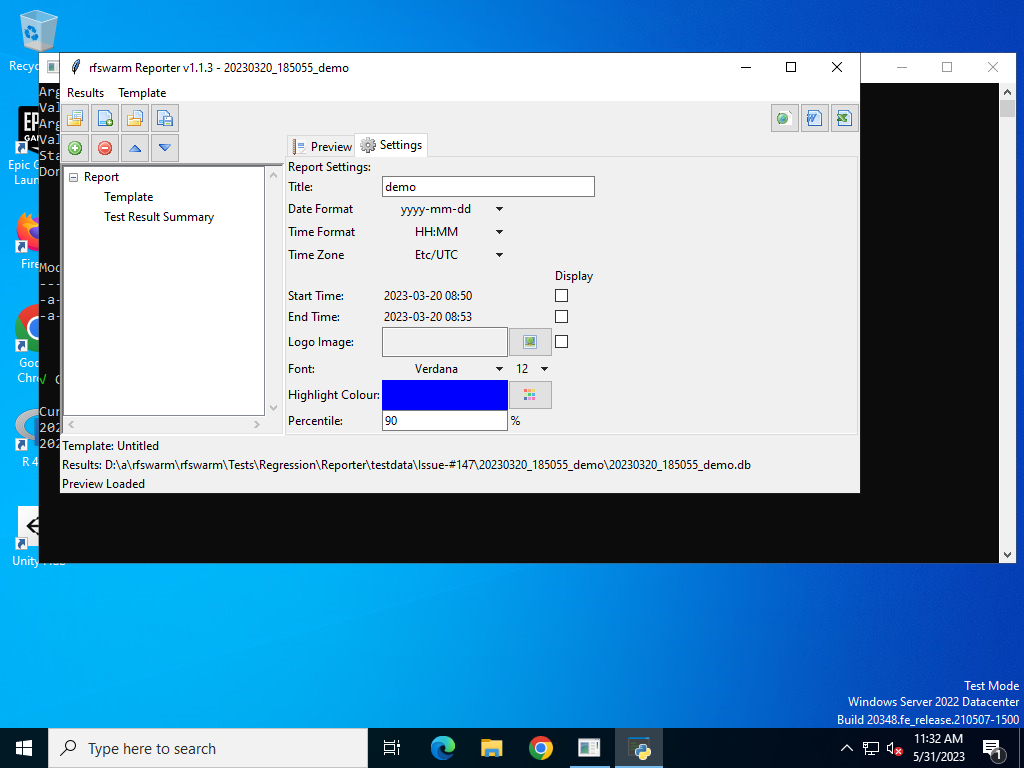 Recyc
rfswarm Reporter v1.1.3 - 20230320_185055_demo
Results Template
Arg
Val
Arg
Val
Sta
Don
EPIC
GA
Epic G
Laun
Fire
Goo
Chro
R 4
Unity Hub
Mod
----
-a-
-a-
√ C
Cur
202
202
Preview
Settings
Report
Template
Test Result Summary
Report Settings:
Title: demo
Date Format yyyy-mm-dd
Time Format HH:MM
Time Zone Etc/UTC
Display
Start Time: 2023-03-20 08:50
End Time: 2023-03-20 08:53
Logo Image:
Font: Verdana 12
Highlight Colour:
Percentile: 90 %
Template: Untitled
Results: D:\a\rfswarm\rfswarm\Tests\Regression\Reporter\testdata\Issue-#147\20230320_185055_demo\20230320_185055_demo.db
Preview Loaded
Test Mode
Windows Server 2022 Datacenter
Build 20348.fe_release.210507-1500
Type here to search
11:32 AM
5/31/2023
1